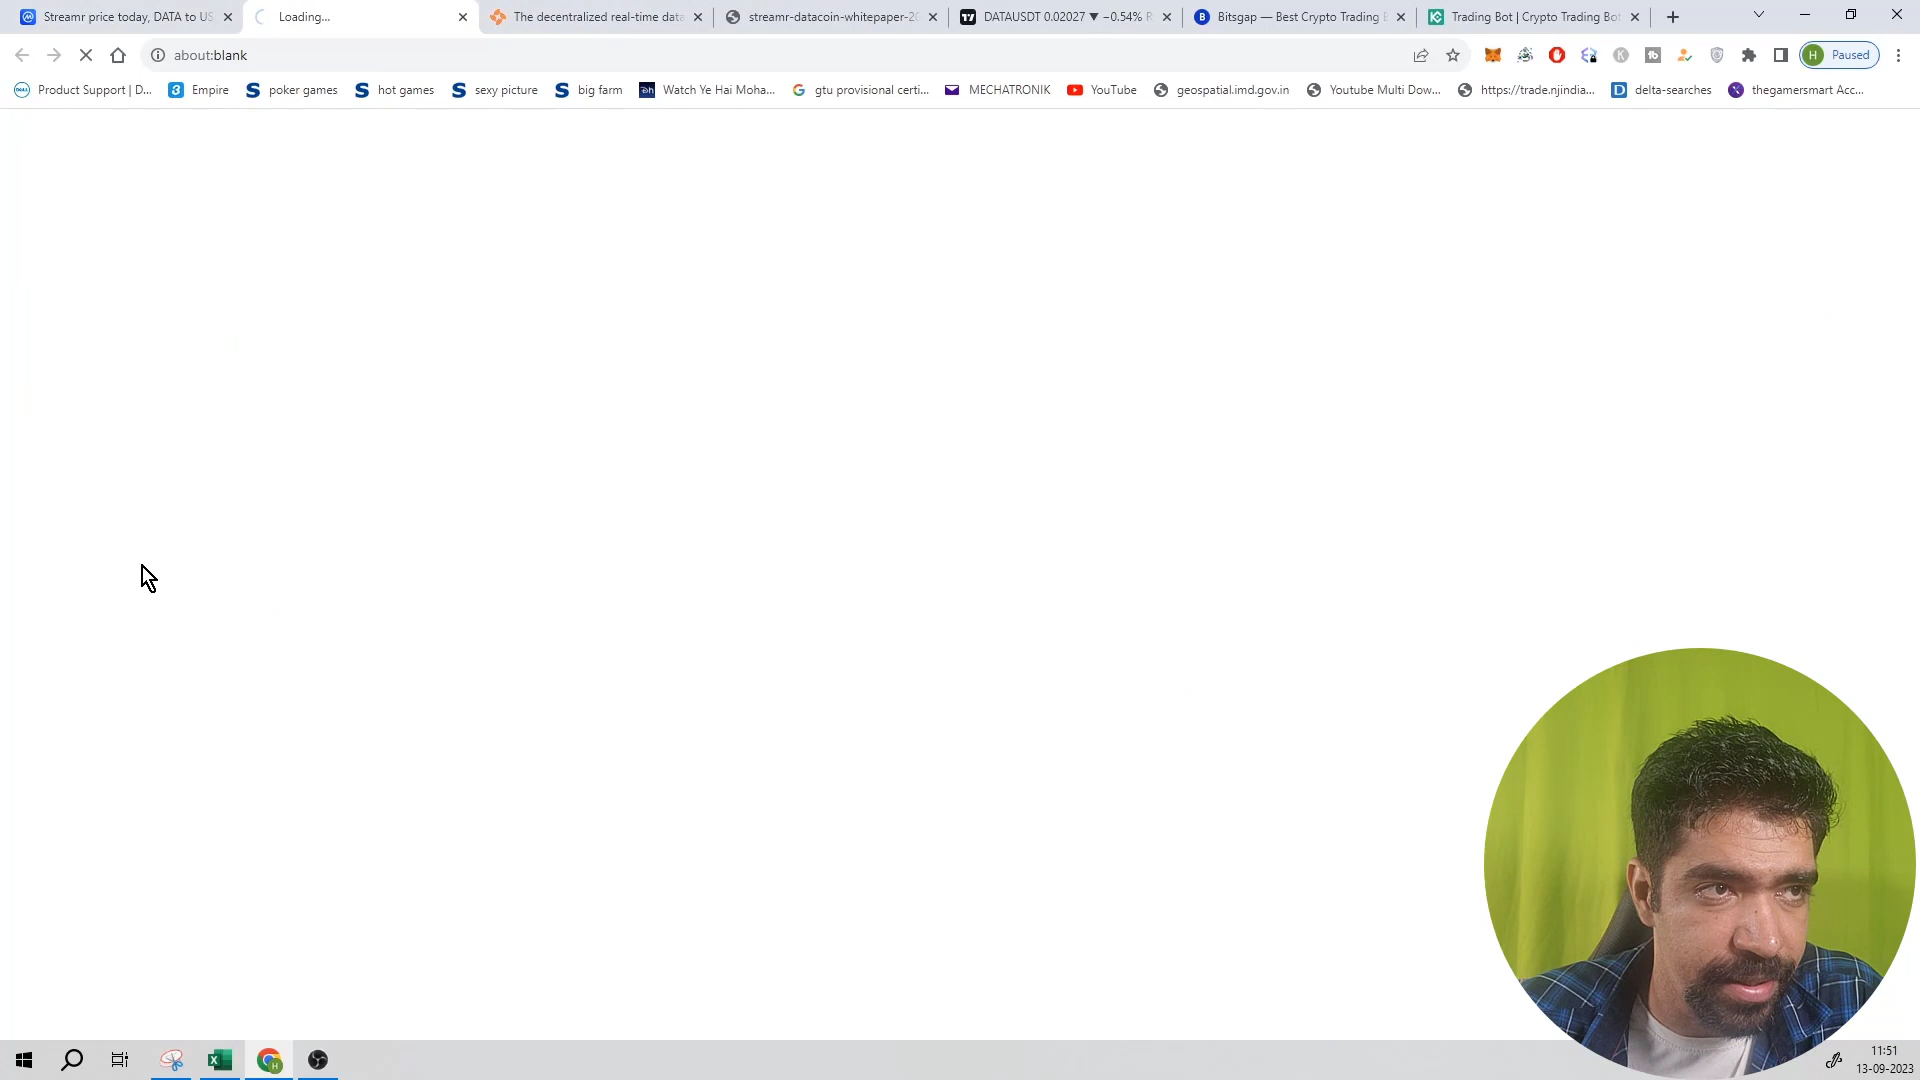 Streamr price today, DATA to US
Loading...
The decentralized real-time data
streamr-datacoin-whitepaper-20
DATAUSDT 0.02027 ▼ −0.54% R
Bitsgap — Best Crypto Trading B
Trading Bot | Crypto Trading Bot
about:blank
H Paused
Product Support | D...
Empire
poker games
hot games
sexy picture
big farm
Watch Ye Hai Moha...
gtu provisional certi...
MECHATRONIK
YouTube
geospatial.imd.gov.in
Youtube Multi Dow...
https://trade.njindia...
delta-searches
thegamersmart Acc...
11:51
13-09-2023